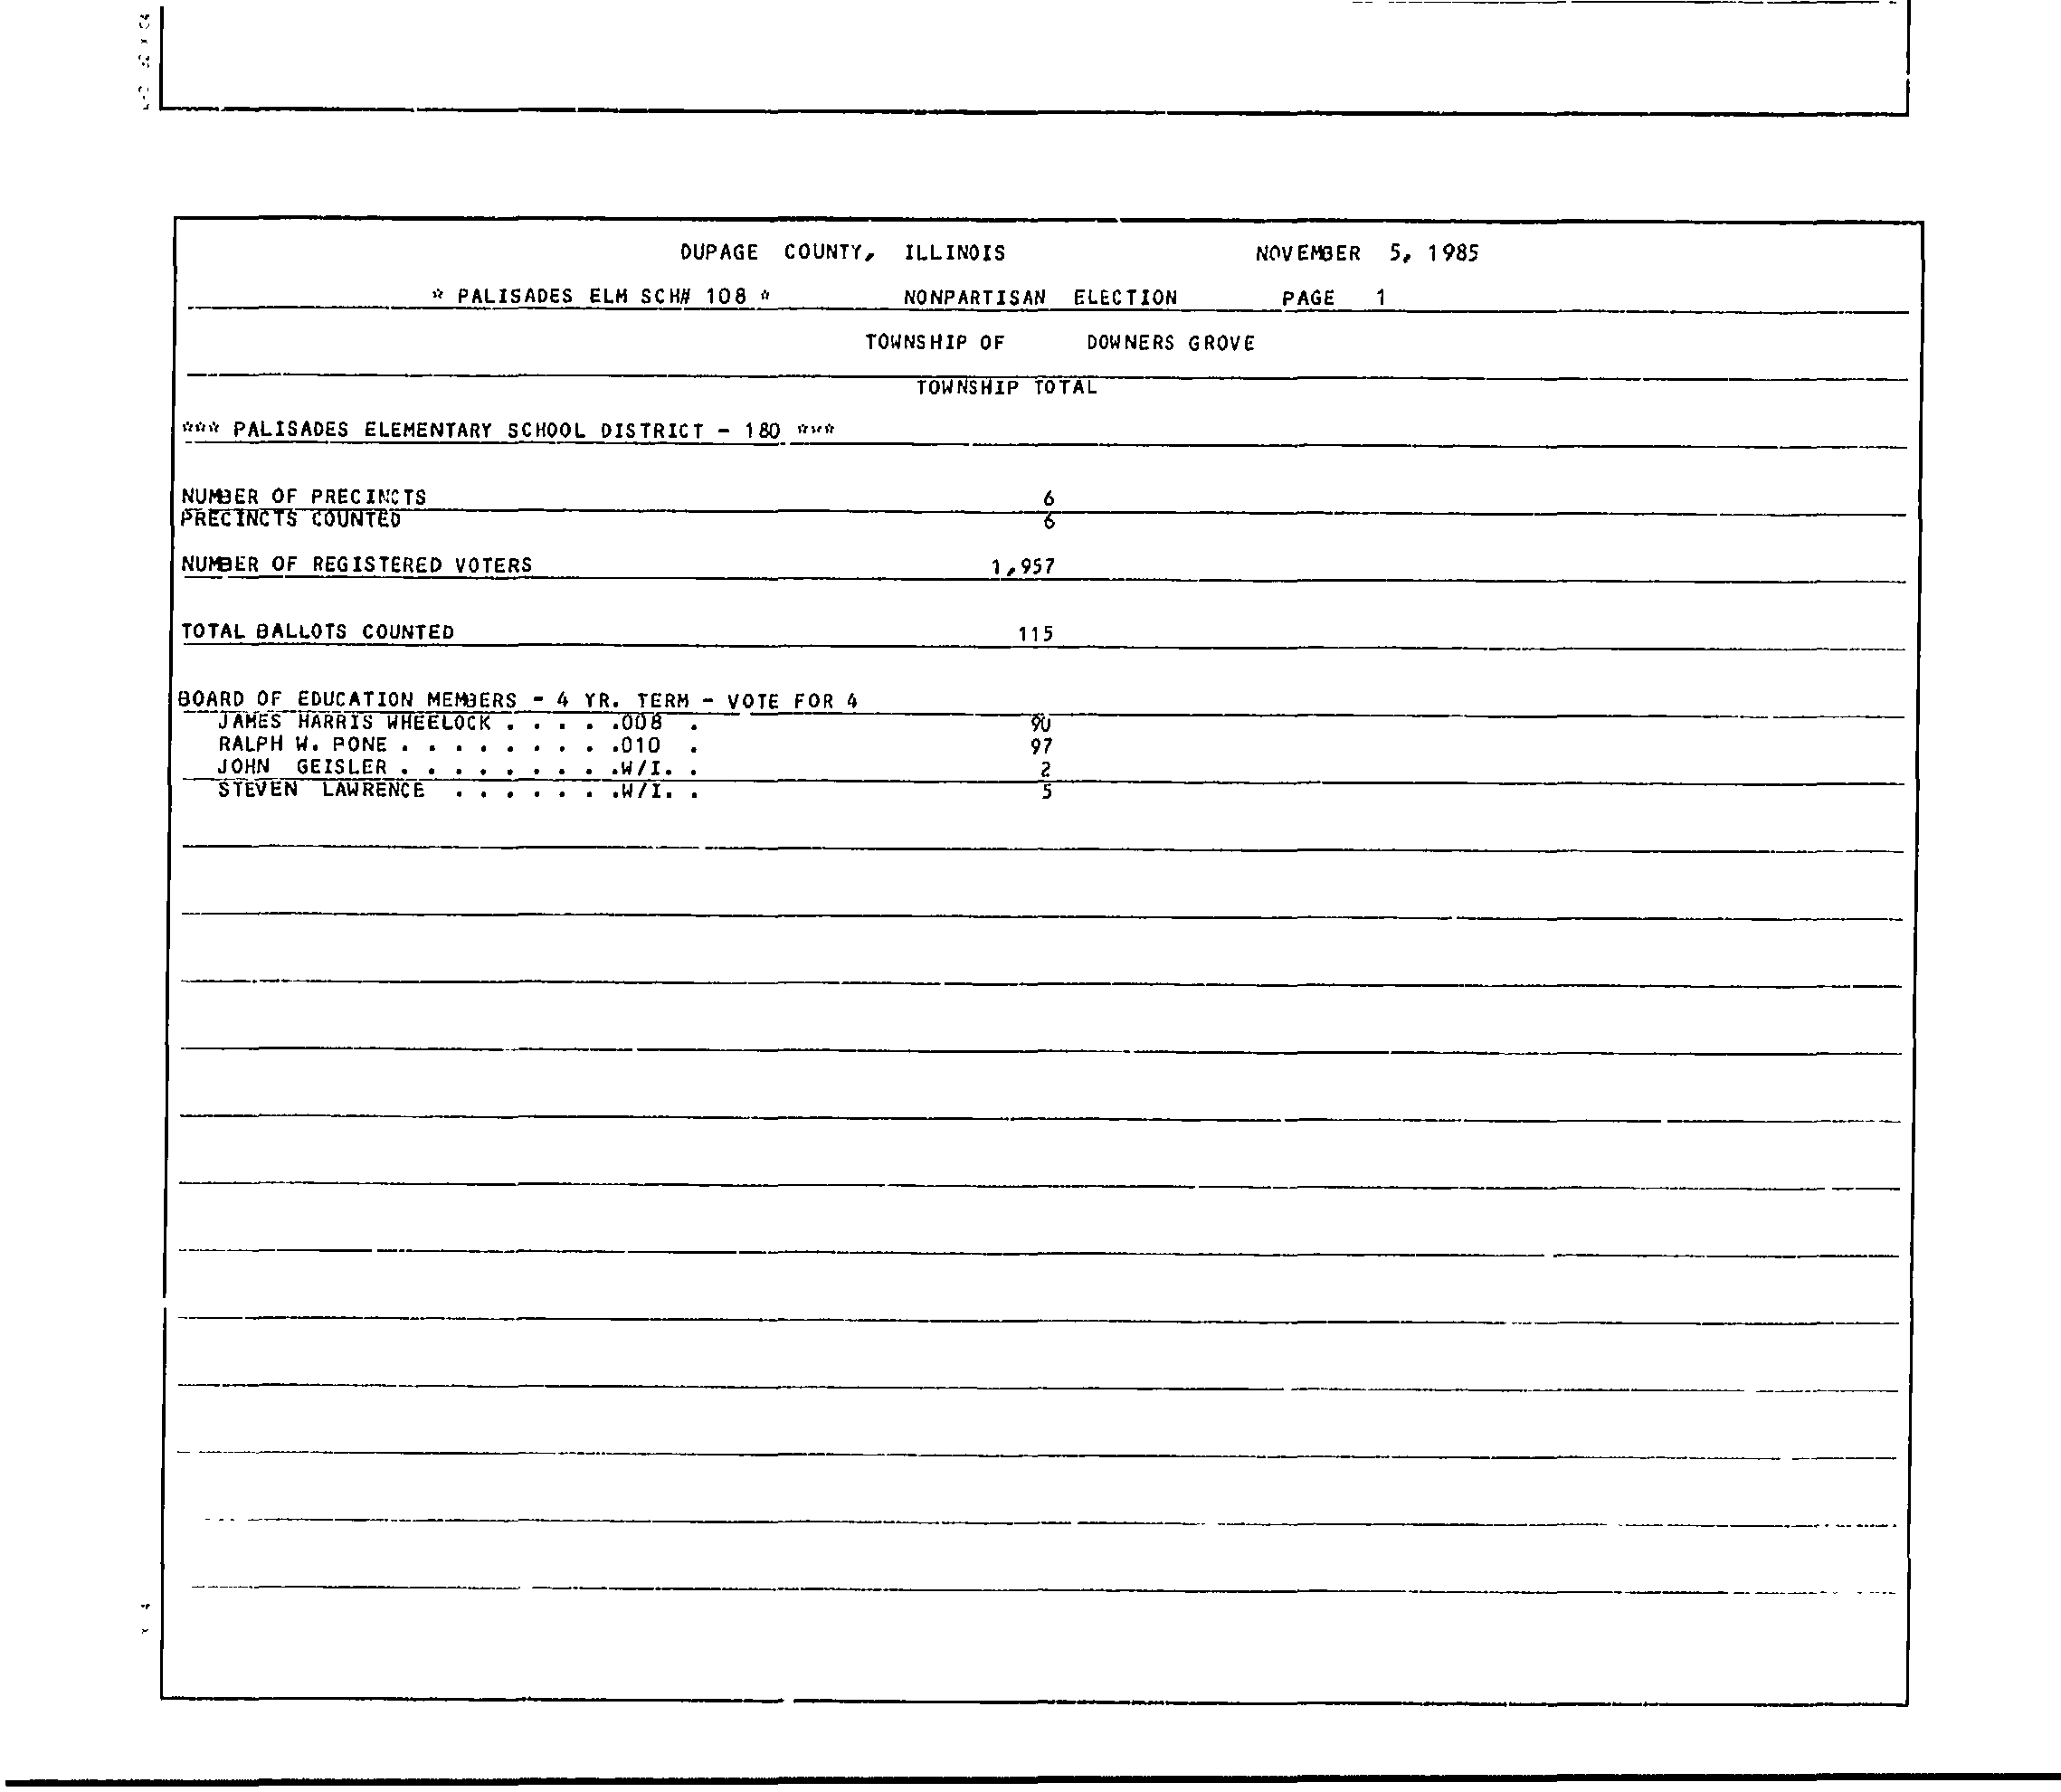 DUPAGE COUNTY, ILLINOIS NOVEMBER 5, 1985
* PALISADES ELM SCH# 108 * NONPARTISAN ELECTION PAGE 1
TOWNSHIP OF DOWNERS GROVE
TOWNSHIP TOTAL
*** PALISADES ELEMENTARY SCHOOL DISTRICT - 180 ***
NUMBER OF PRECINCTS 6
PRECINCTS COUNTED 6
NUMBER OF REGISTERED VOTERS 1,957
TOTAL BALLOTS COUNTED 115
BOARD OF EDUCATION MEMBERS - 4 YR. TERM - VOTE FOR 4
JAMES HARRIS WHEELOCK . . . . .008 . 90
RALPH W. PONE . . . . . . . . .010 . 97
JOHN GEISLER . . . . . . . . .W/I. . 2
STEVEN LAWRENCE . . . . . . .W/I. . 5